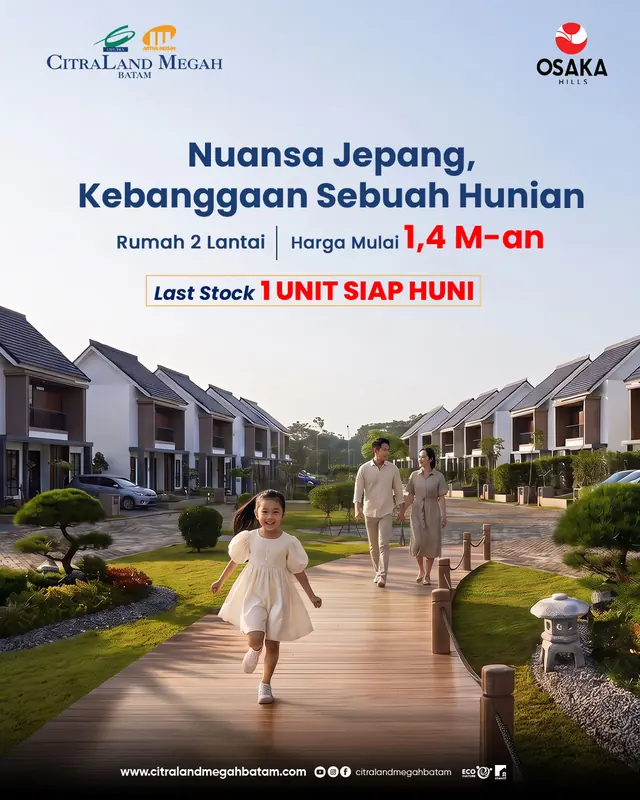 CITRALAND MEGAH
BATAM
OSAKA
HILLS
Nuansa Jepang,
Kebanggaan Sebuah Hunian
Rumah 2 Lantai | Harga Mulai 1,4 M-an
Last Stock 1 UNIT SIAP HUNI
www.citralandmegahbatam.com citralandmegahbatam ECO